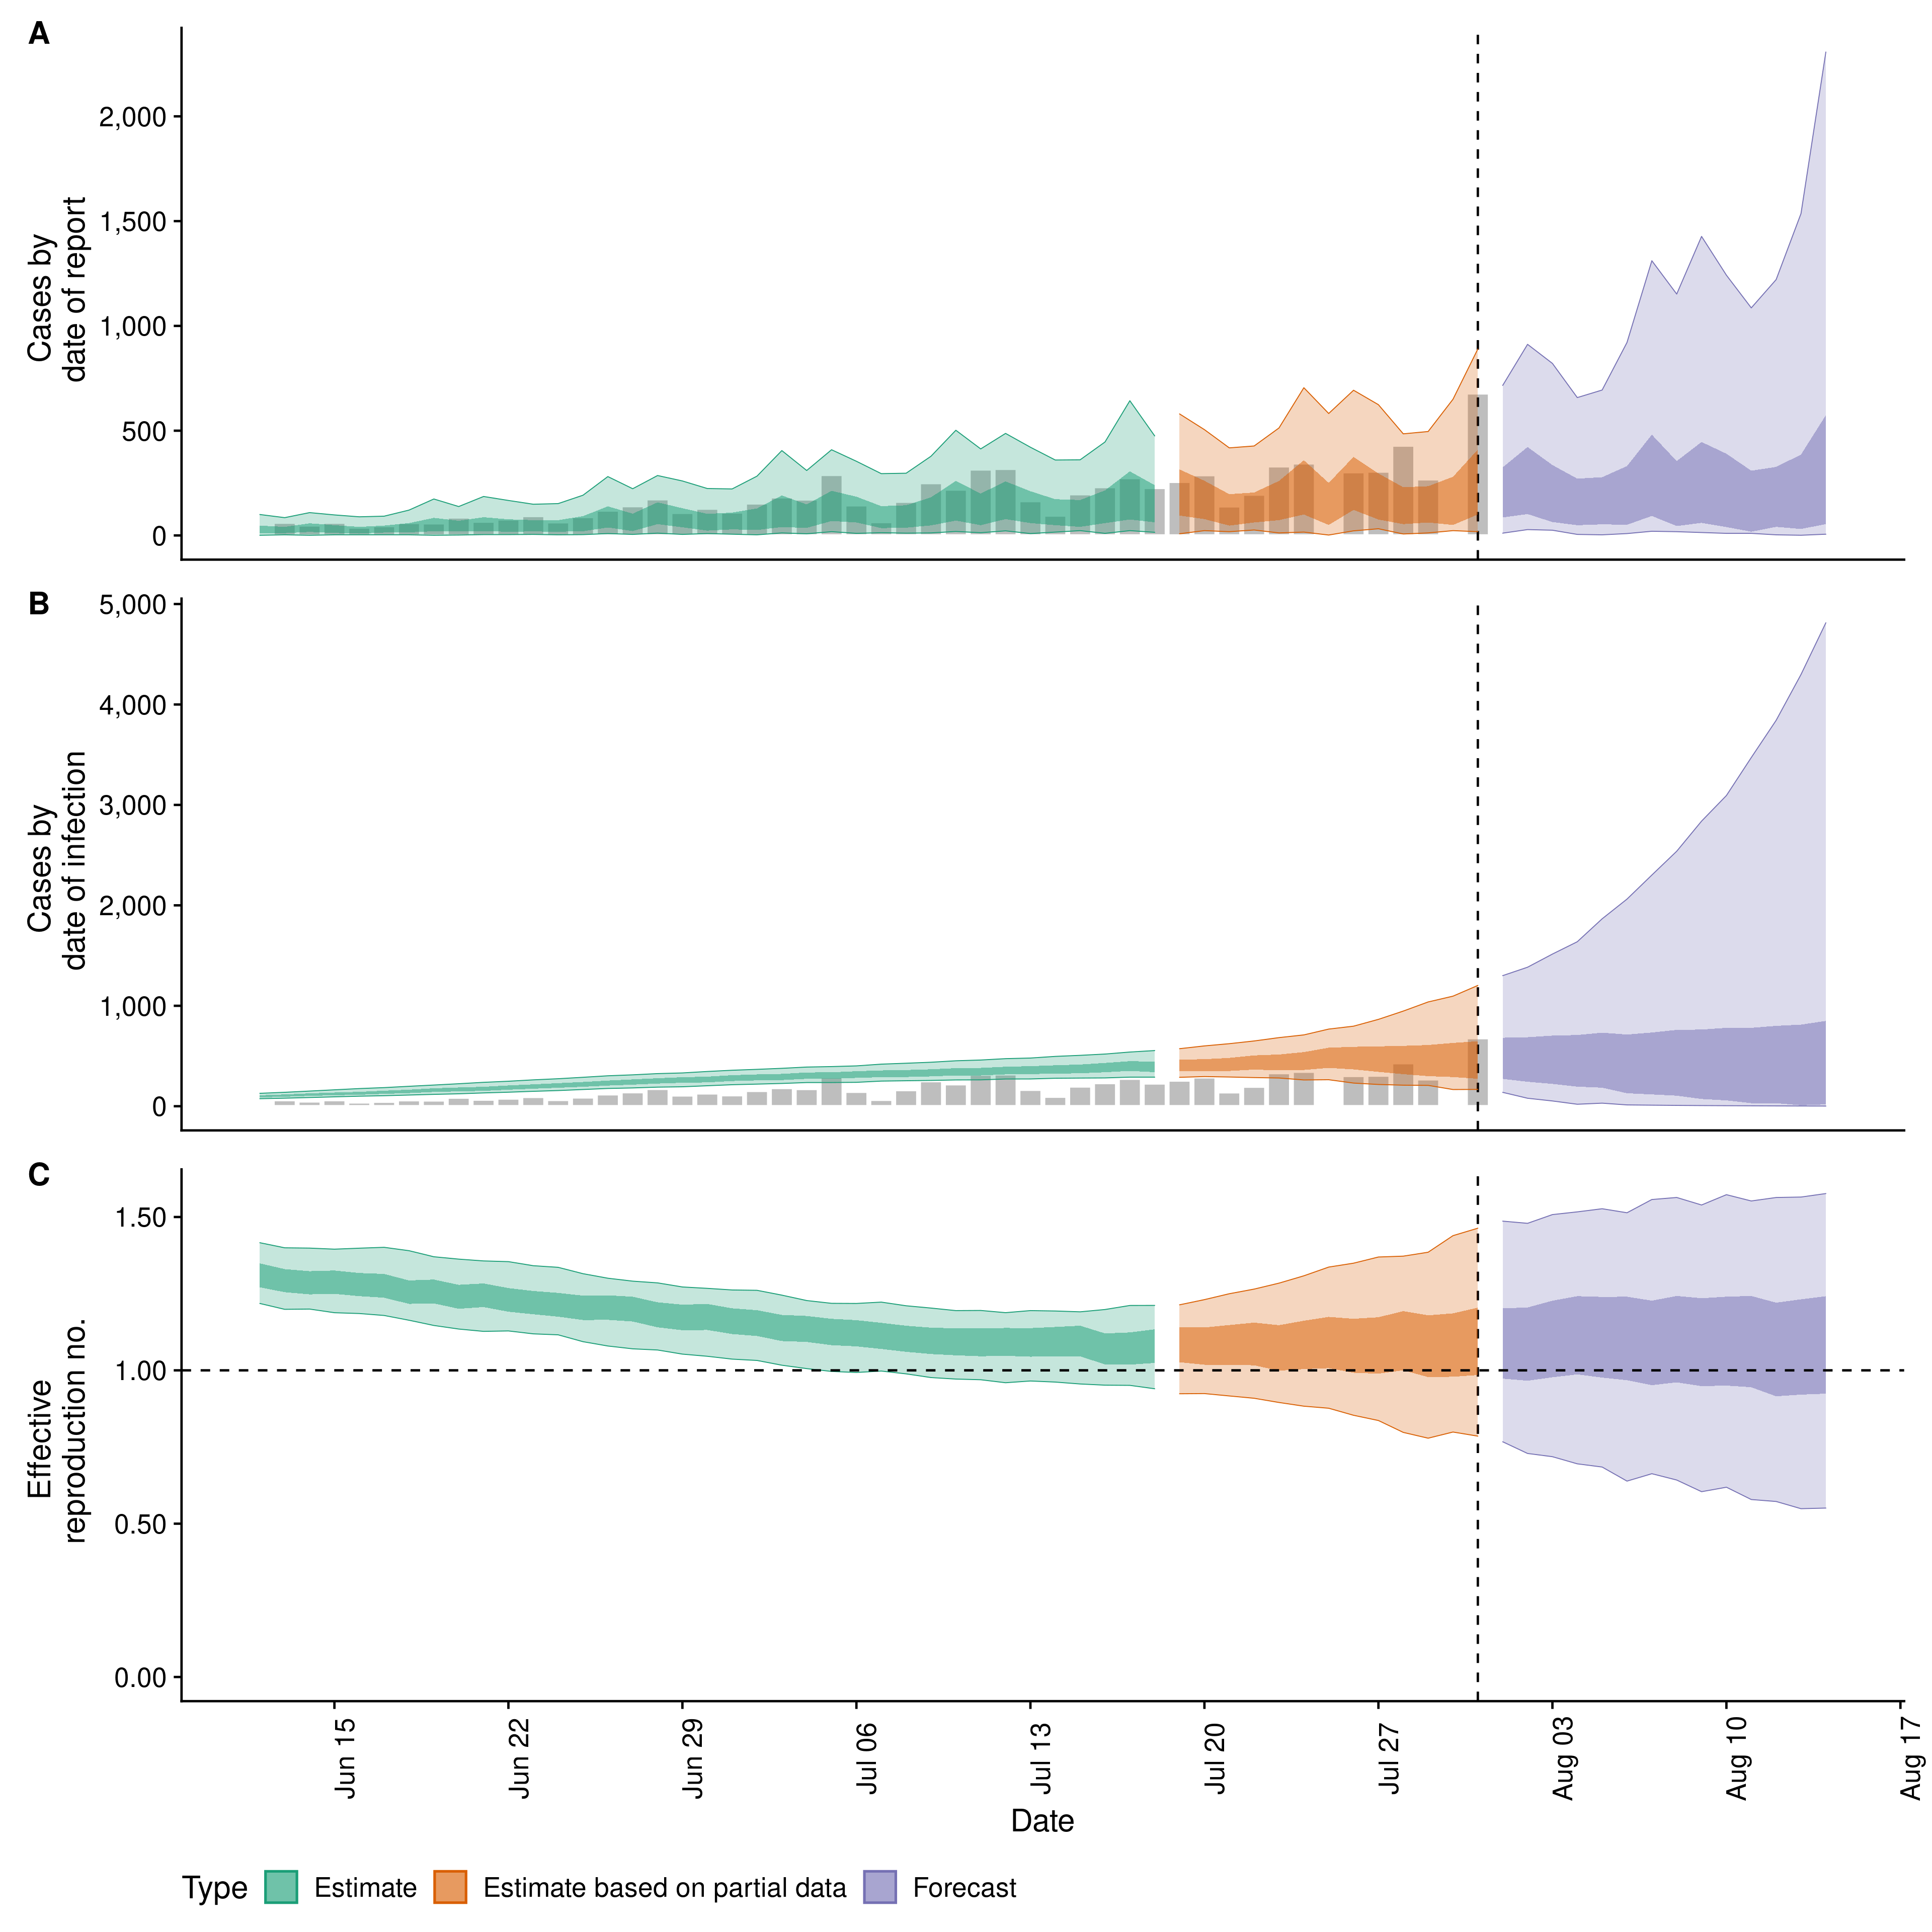 A
2,000
1,500
1,000
500
0
Cases by
date of report
B
5,000
4,000
3,000
2,000
1,000
0
Cases by
date of infection
C
1.50
1.00
0.50
0.00
Effective
reproduction no.
Jun 15
Jun 22
Jun 29
Jul 06
Jul 13
Jul 20
Jul 27
Aug 03
Aug 10
Aug 17
Date
Type Estimate Estimate based on partial data Forecast